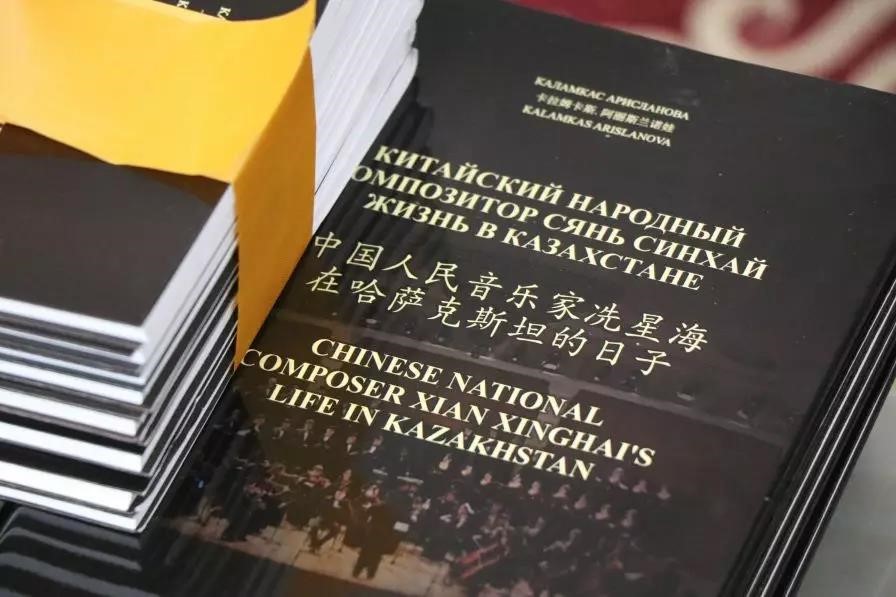 КАЛАМКАС АРИСЛАНОВА
卡拉姆卡斯.阿丽斯兰诺娃
KALAMKAS ARISLANOVA
КИТАЙСКИЙ НАРОДНЫЙ
КОМПОЗИТОР СЯНЬ СИНХАЙ
ЖИЗНЬ В КАЗАХСТАНЕ
中国人民音乐家冼星海
在哈萨克斯坦的日子
CHINESE NATIONAL
COMPOSER XIAN XINGHAI'S
LIFE IN KAZAKHSTAN